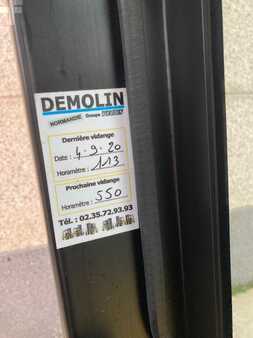 DEMOLIN
NORMANDIE Groupe
Dernière vidange
Date : 4.9.20
Horamètre : 113
Prochaine vidange
Horamètre : 550
Tél : 02.35.72.93.93